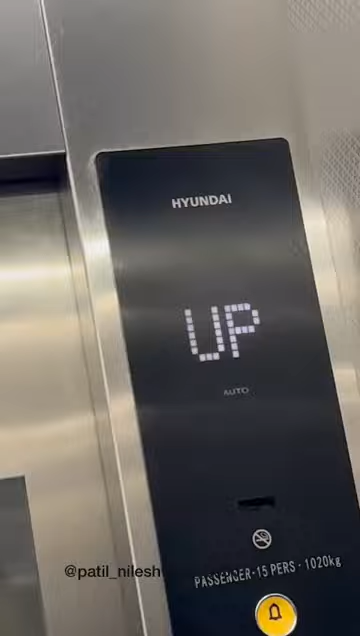 HYUNDAI
UP
AUTO
@patil_nilesh
PASSENGER-15 PERS - 1020kg